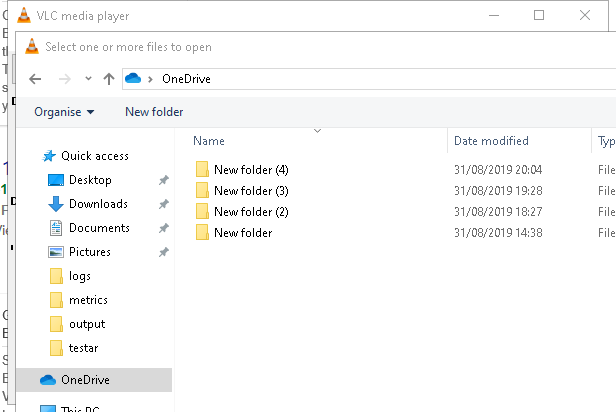 VLC media player
Select one or more files to open
OneDrive
Organise New folder
Name Date modified Typ
Quick access
Desktop
Downloads
Documents
Pictures
logs
metrics
output
testar
OneDrive
This PC
New folder (4) 31/08/2019 20:04 File
New folder (3) 31/08/2019 19:28 File
New folder (2) 31/08/2019 18:27 File
New folder 31/08/2019 14:38 File